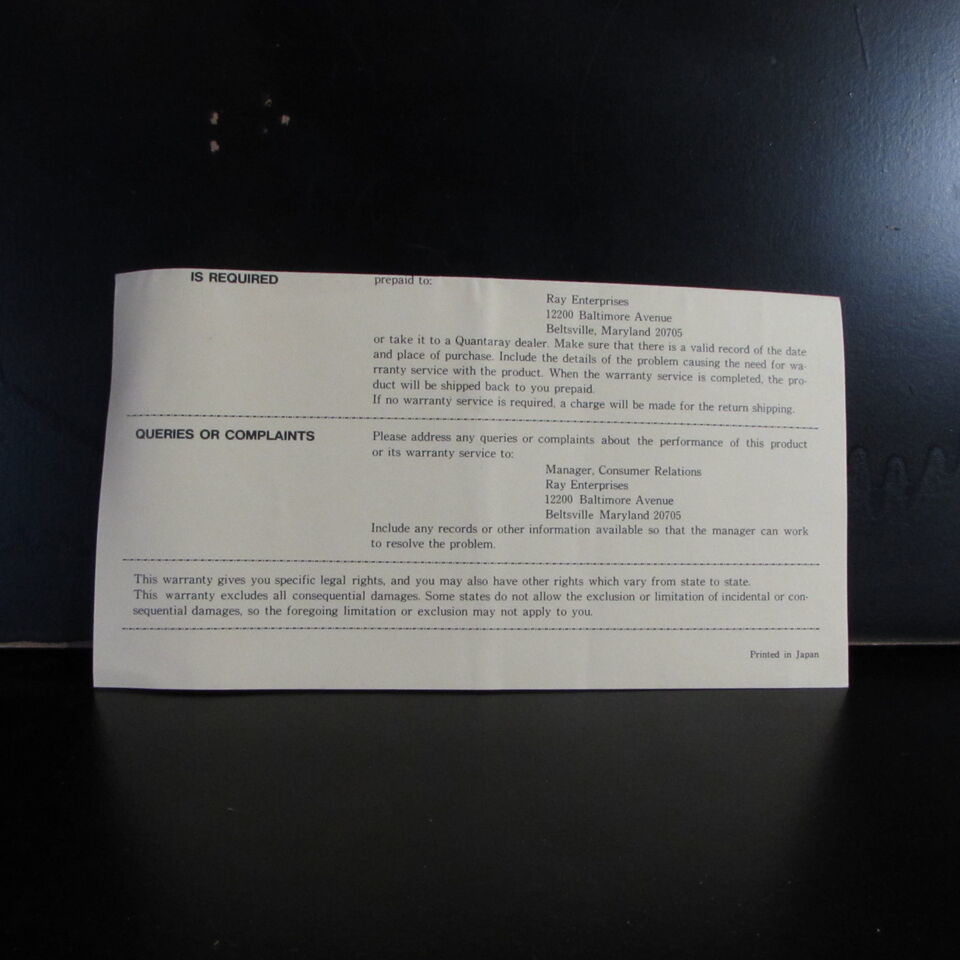 IS REQUIRED
prepaid to:
Ray Enterprises
12200 Baltimore Avenue
Beltsville, Maryland 20705
or take it to a Quantaray dealer. Make sure that there is a valid record of the date
and place of purchase. Include the details of the problem causing the need for wa-
rranty service with the product. When the warranty service is completed, the pro-
duct will be shipped back to you prepaid.
If no warranty service is required, a charge will be made for the return shipping.
QUERIES OR COMPLAINTS
Please address any queries or complaints about the performance of this product
or its warranty service to:
Manager, Consumer Relations
Ray Enterprises
12200 Baltimore Avenue
Beltsville Maryland 20705
Include any records or other information available so that the manager can work
to resolve the problem.
This warranty gives you specific legal rights, and you may also have other rights which vary from state to state.
This warranty excludes all consequential damages. Some states do not allow the exclusion or limitation of incidental or con-
sequential damages, so the foregoing limitation or exclusion may not apply to you.
Printed in Japan